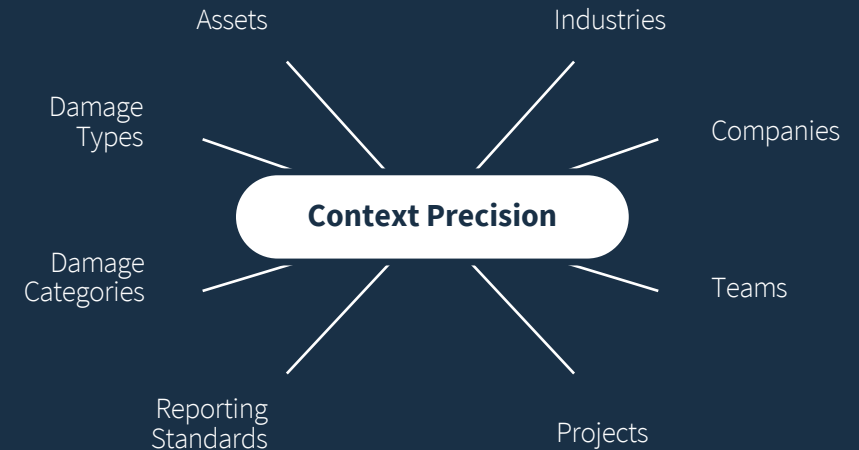 Assets
Industries
Damage
Types
Companies
Context Precision
Damage
Categories
Teams
Reporting
Standards
Projects